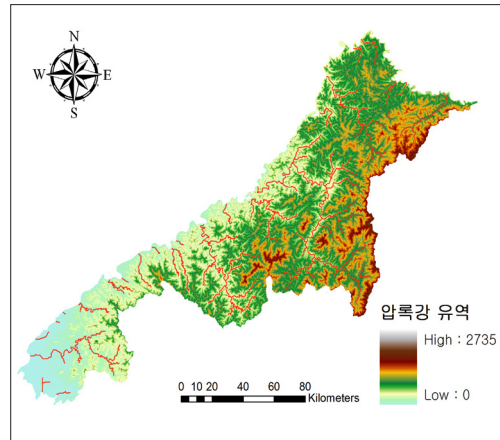 N
W E
S
압록강 유역
High : 2735
Low : 0
0 10 20 40 60 80
Kilometers